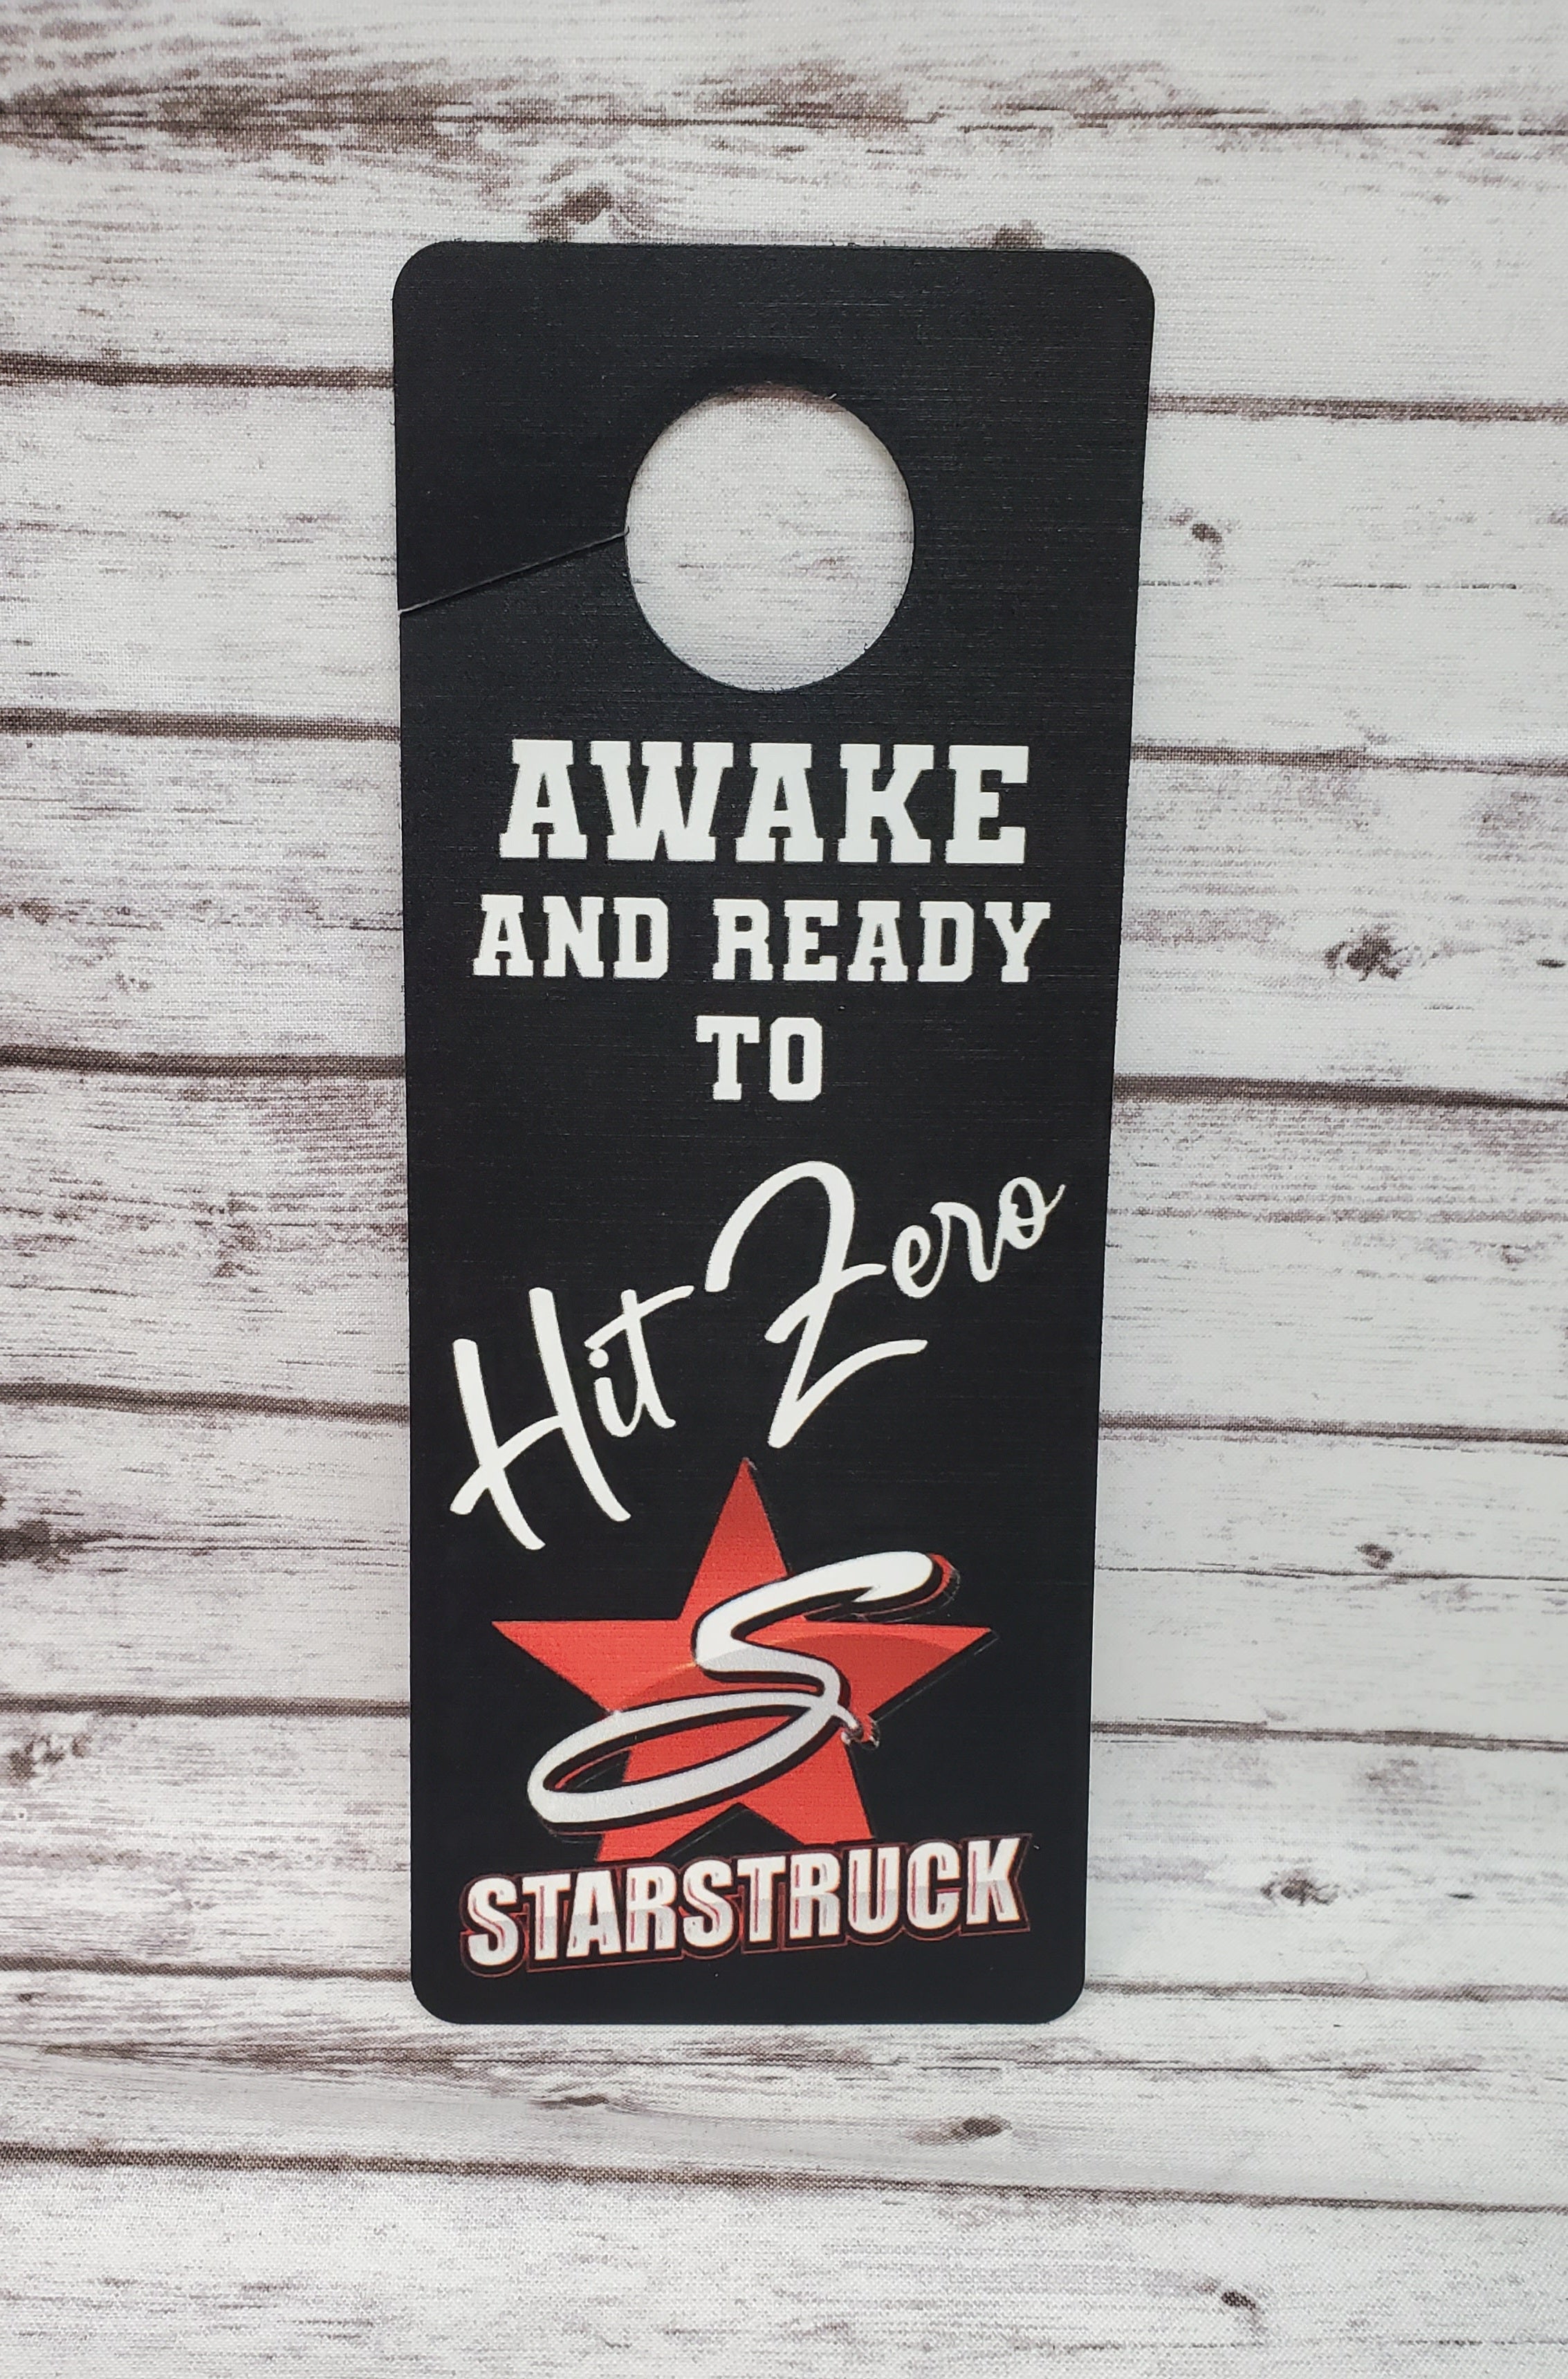 AWAKE
AND READY
TO
Hit Zero
S
STARSTRUCK